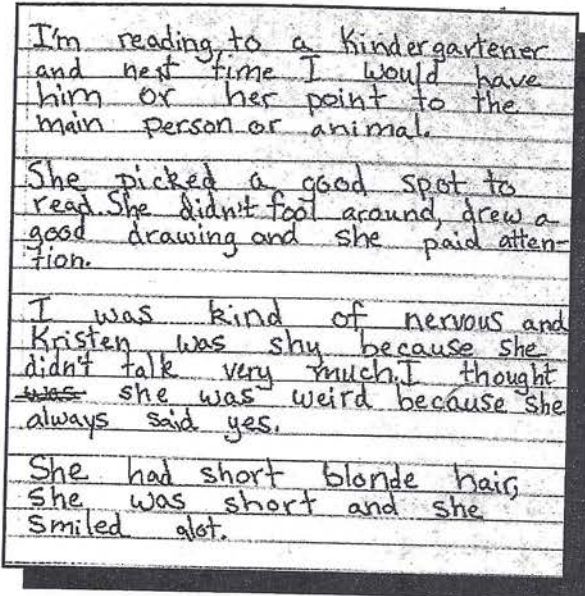 I'm reading to a Kindergartener
and next time I would have
him or her point to the
main person or animal.
She picked a good spot to
read. She didn't fool around, drew a
good drawing and she paid atten-
tion.
I was kind of nervous and
Kristen was shy because she
didn't talk very much. I thought
was she was weird because she
always said yes.
She had short blonde hair,
she was short and she
smiled alot.